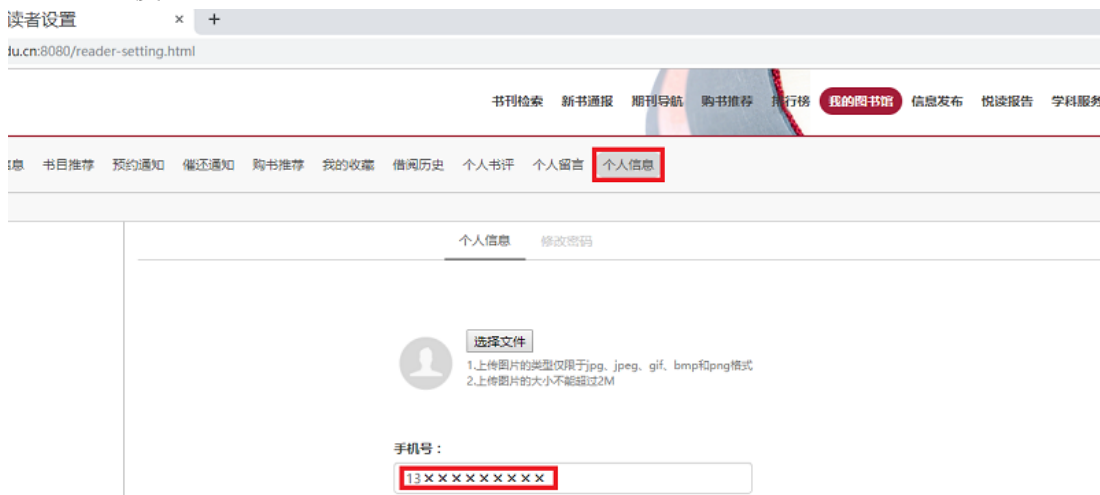 读者设置 × +
du.cn:8080/reader-setting.html
书刊检索 新书通报 期刊导航 购书推荐 排行榜 我的图书馆 信息发布 悦读报告 学科服务
信息 书目推荐 预约通知 催还通知 购书推荐 我的收藏 借阅历史 个人书评 个人留言 个人信息
个人信息 修改密码
选择文件
1.上传图片的类型仅限于jpg、jpeg、gif、bmp和png格式
2.上传图片的大小不能超过2M
手机号：
13×××××××××